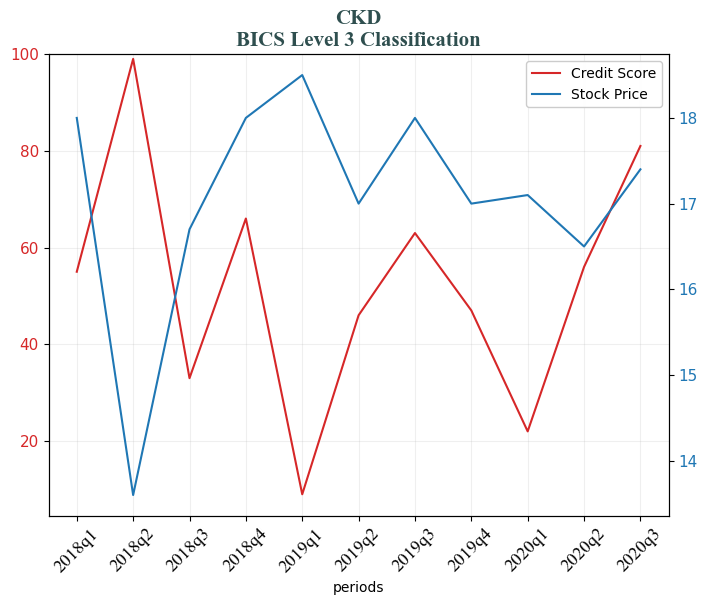 CKD
BICS Level 3 Classification
Credit Score
Stock Price
100
80
60
40
20
18
17
16
15
14
2018q1
2018q2
2018q3
2018q4
2019q1
2019q2
2019q3
2019q4
2020q1
2020q2
2020q3
periods